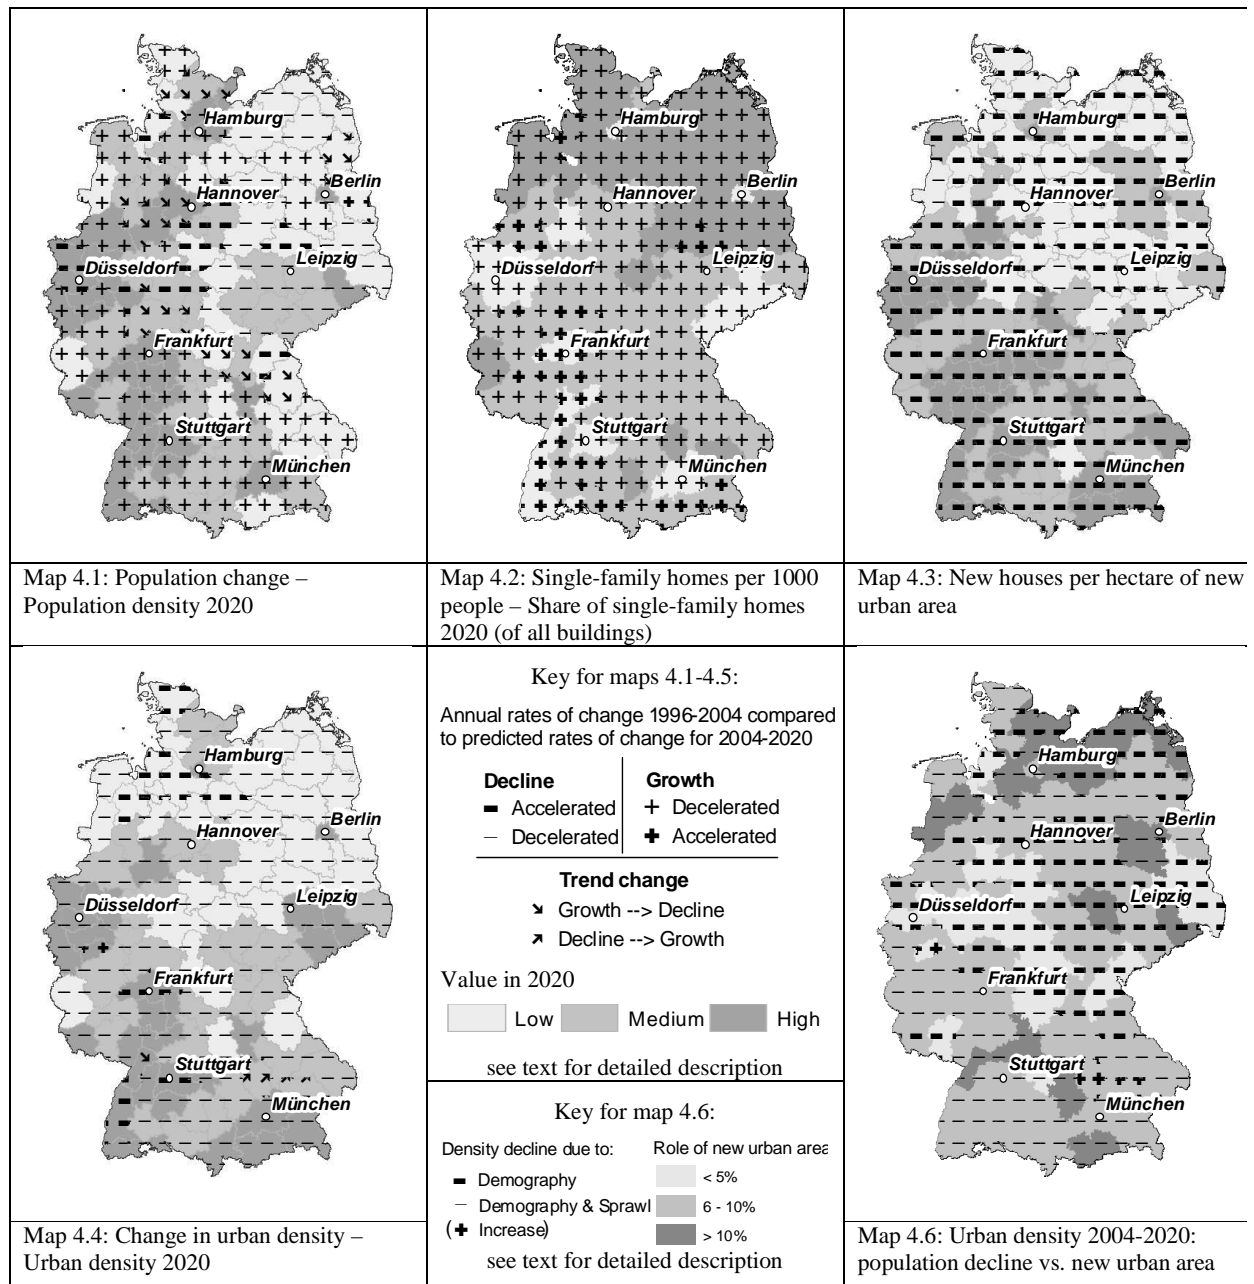 Hamburg
Hannover
Berlin
Düsseldorf
Leipzig
Frankfurt
Stuttgart
München
Map 4.1: Population change –
Population density 2020
Hamburg
Hannover
Berlin
Düsseldorf
Leipzig
Frankfurt
Stuttgart
München
Map 4.2: Single-family homes per 1000
people – Share of single-family homes
2020 (of all buildings)
Hamburg
Hannover
Berlin
Düsseldorf
Leipzig
Frankfurt
Stuttgart
München
Map 4.3: New houses per hectare of new
urban area
Hamburg
Berlin
Hannover
Leipzig
Düsseldorf
Frankfurt
Stuttgart
München
Map 4.4: Change in urban density –
Urban density 2020
Key for maps 4.1-4.5:
Annual rates of change 1996-2004 compared
to predicted rates of change for 2004-2020
Decline Growth
Accelerated + Decelerated
Decelerated + Accelerated
Trend change
Growth --> Decline
Decline --> Growth
Value in 2020
Low Medium High
see text for detailed description
Key for map 4.6:
Density decline due to: Role of new urban area
Demography < 5%
Demography & Sprawl 6 - 10%
(+ Increase) > 10%
see text for detailed description
Hamburg
Berlin
Hannover
Leipzig
Düsseldorf
Frankfurt
Stuttgart
München
Map 4.6: Urban density 2004-2020:
population decline vs. new urban area